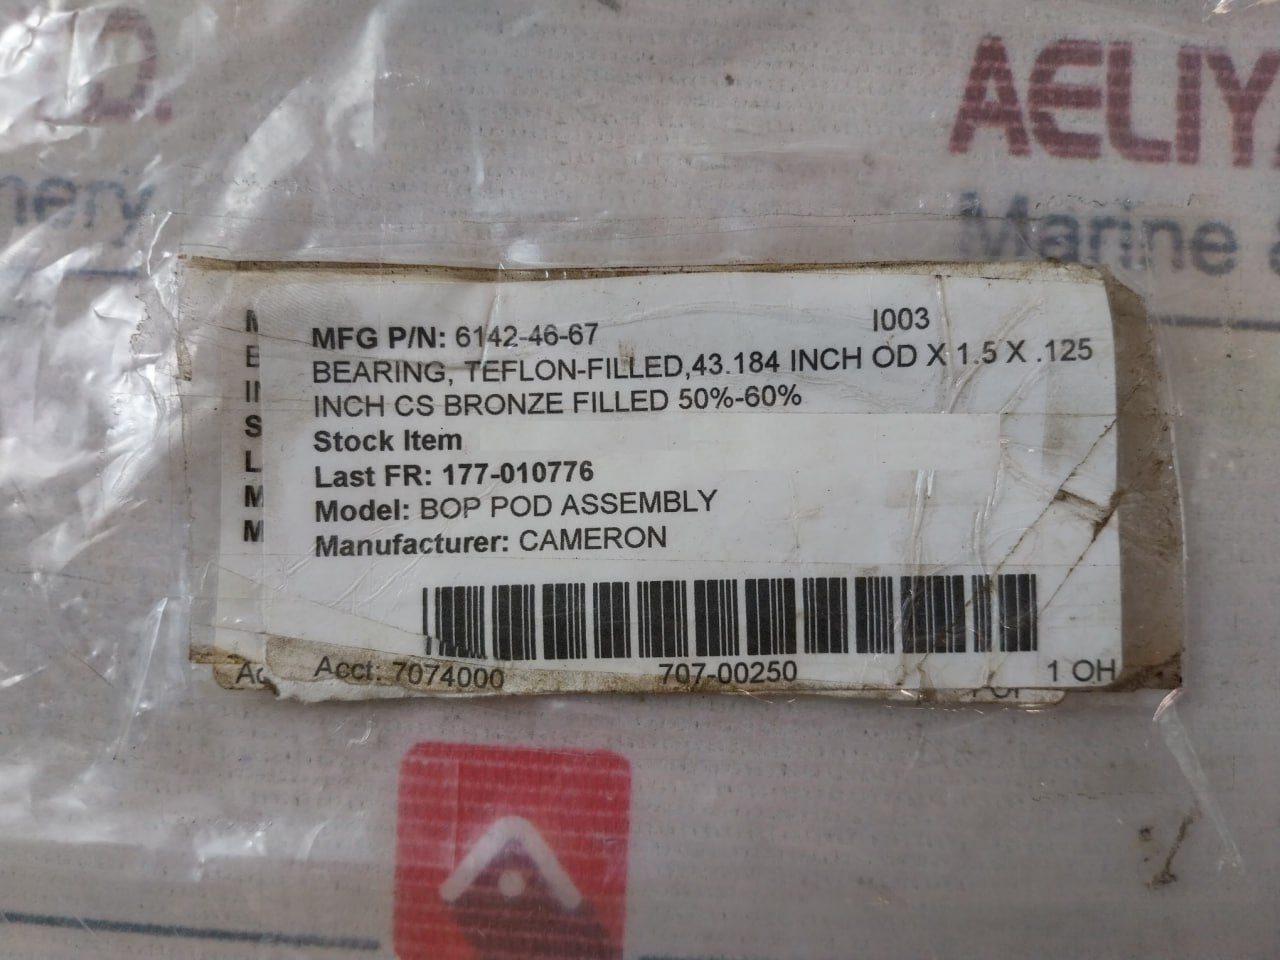 AELIY
nery
Marine &
MFG P/N: 6142-46-67 I003
BEARING, TEFLON-FILLED,43.184 INCH OD X 1.5 X .125
INCH CS BRONZE FILLED 50%-60%
Stock Item
Last FR: 177-010776
Model: BOP POD ASSEMBLY
Manufacturer: CAMERON
Acct: 7074000 707-00250 1 OH